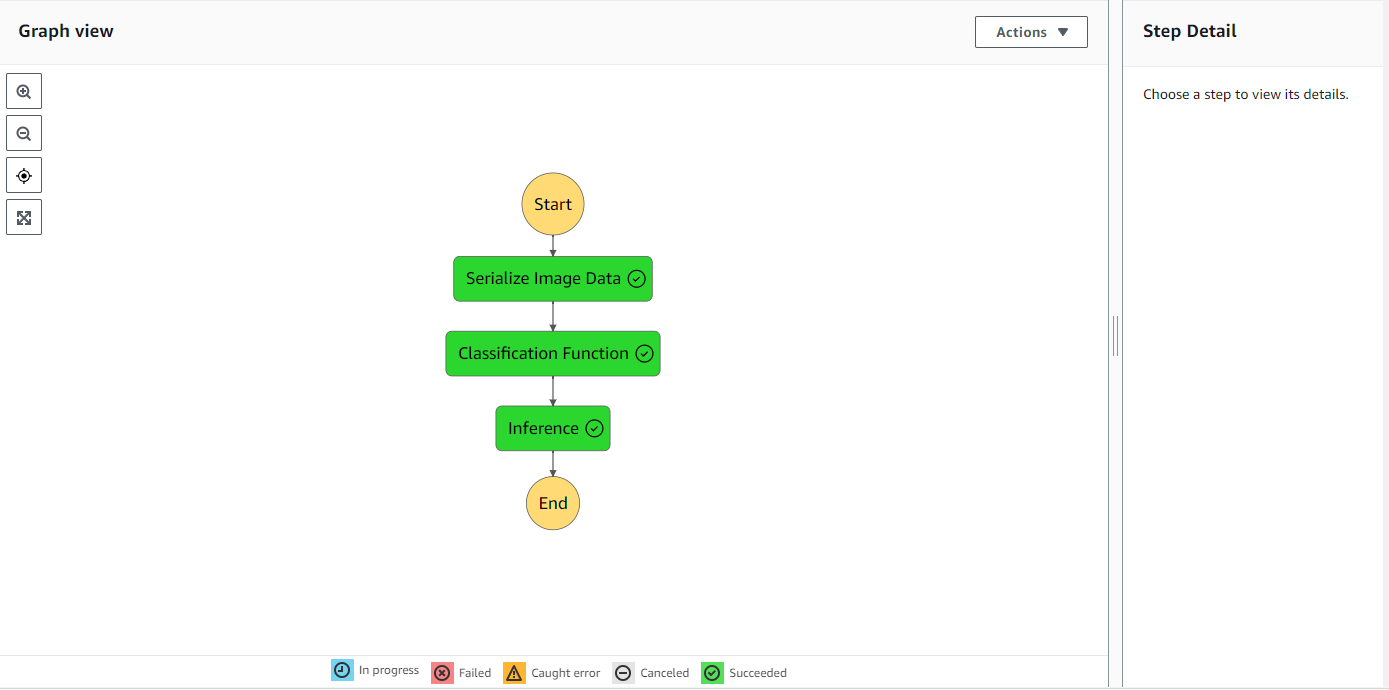 Graph view
Actions
Step Detail
Choose a step to view its details.
Start
Serialize Image Data
Classification Function
Inference
End
In progress
Failed
Caught error
Canceled
Succeeded